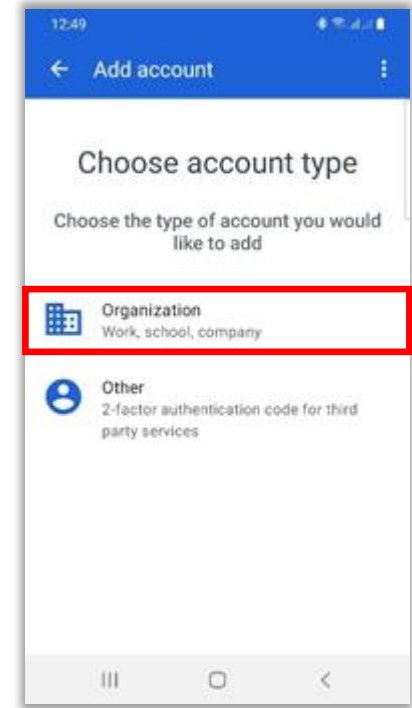 12:49
Add account
Choose account type
Choose the type of account you would
like to add
Organization
Work, school, company
Other
2-factor authentication code for third
party services